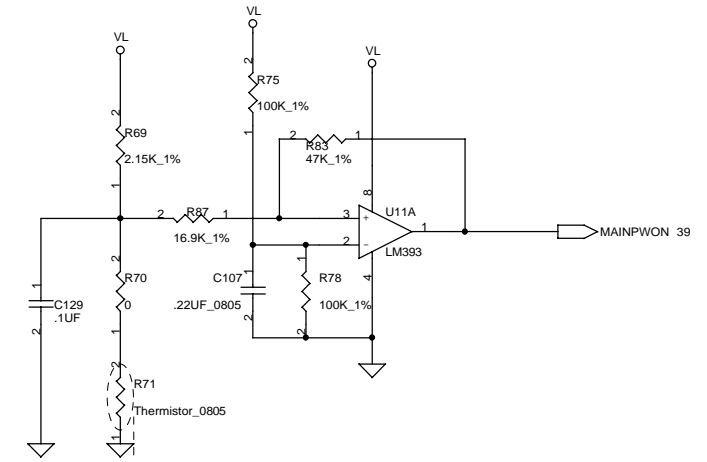 VL
VL
VL
2
R75
100K_1%
1
2
R69
2.15K_1%
1
2
R83
1
47K_1%
8
U11A
2
R87
1
16.9K_1%
3
+
2
-
1
LM393
4
MAINPWON 39
1
C129
.1UF
2
2
R70
0
1
1
C107
.22UF_0805
2
1
R78
100K_1%
2
2
R71
Thermistor_0805
1